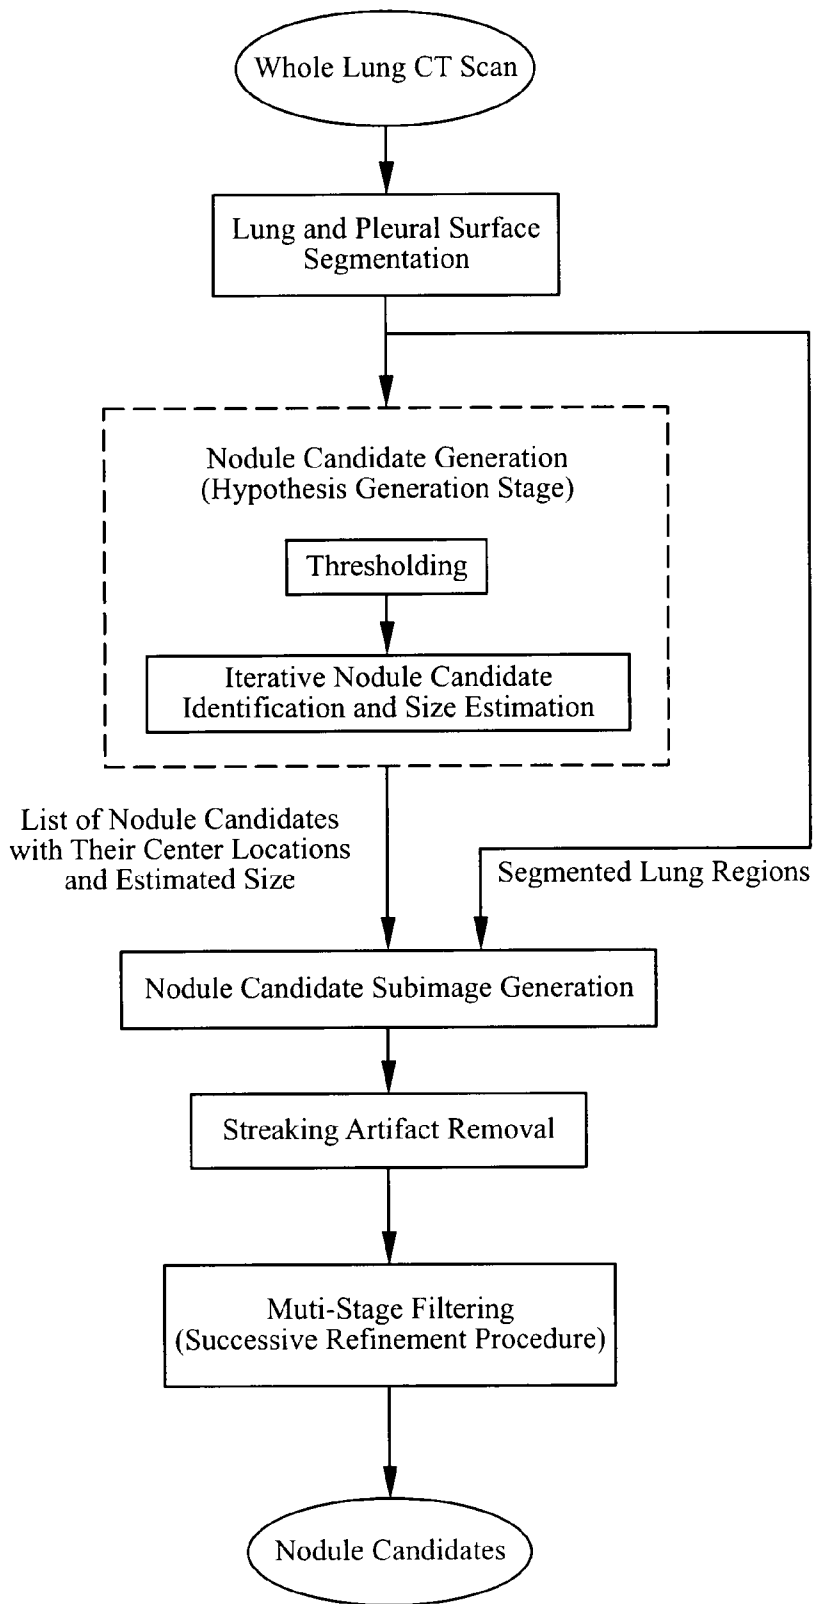 Whole Lung CT Scan
Lung and Pleural Surface
Segmentation
Nodule Candidate Generation
(Hypothesis Generation Stage)
Thresholding
Iterative Nodule Candidate
Identification and Size Estimation
List of Nodule Candidates
with Their Center Locations
and Estimated Size
Segmented Lung Regions
Nodule Candidate Subimage Generation
Streaking Artifact Removal
Muti-Stage Filtering
(Successive Refinement Procedure)
Nodule Candidates